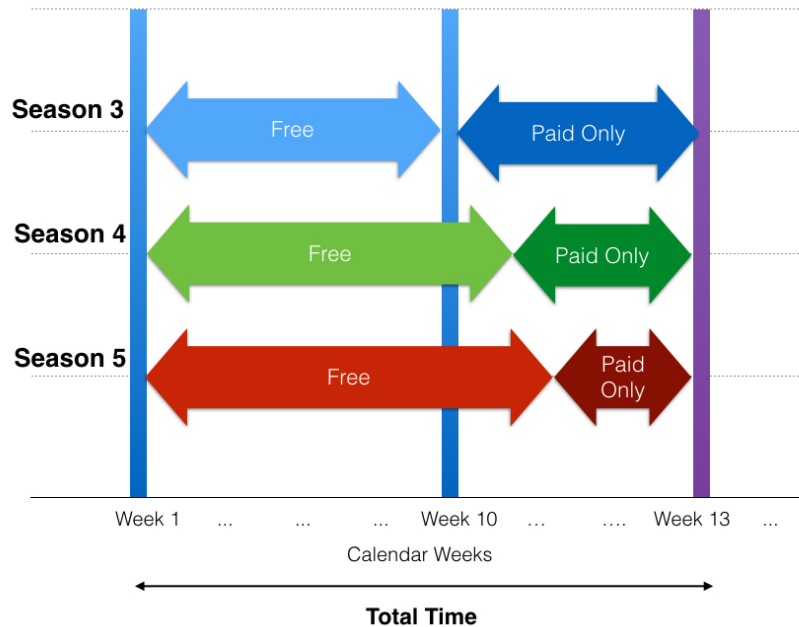 Season 3
Free
Paid Only
Season 4
Free
Paid Only
Season 5
Free
Paid
Only
Week 1 ... ... ... Week 10 ... .... Week 13 ...
Calendar Weeks
Total Time